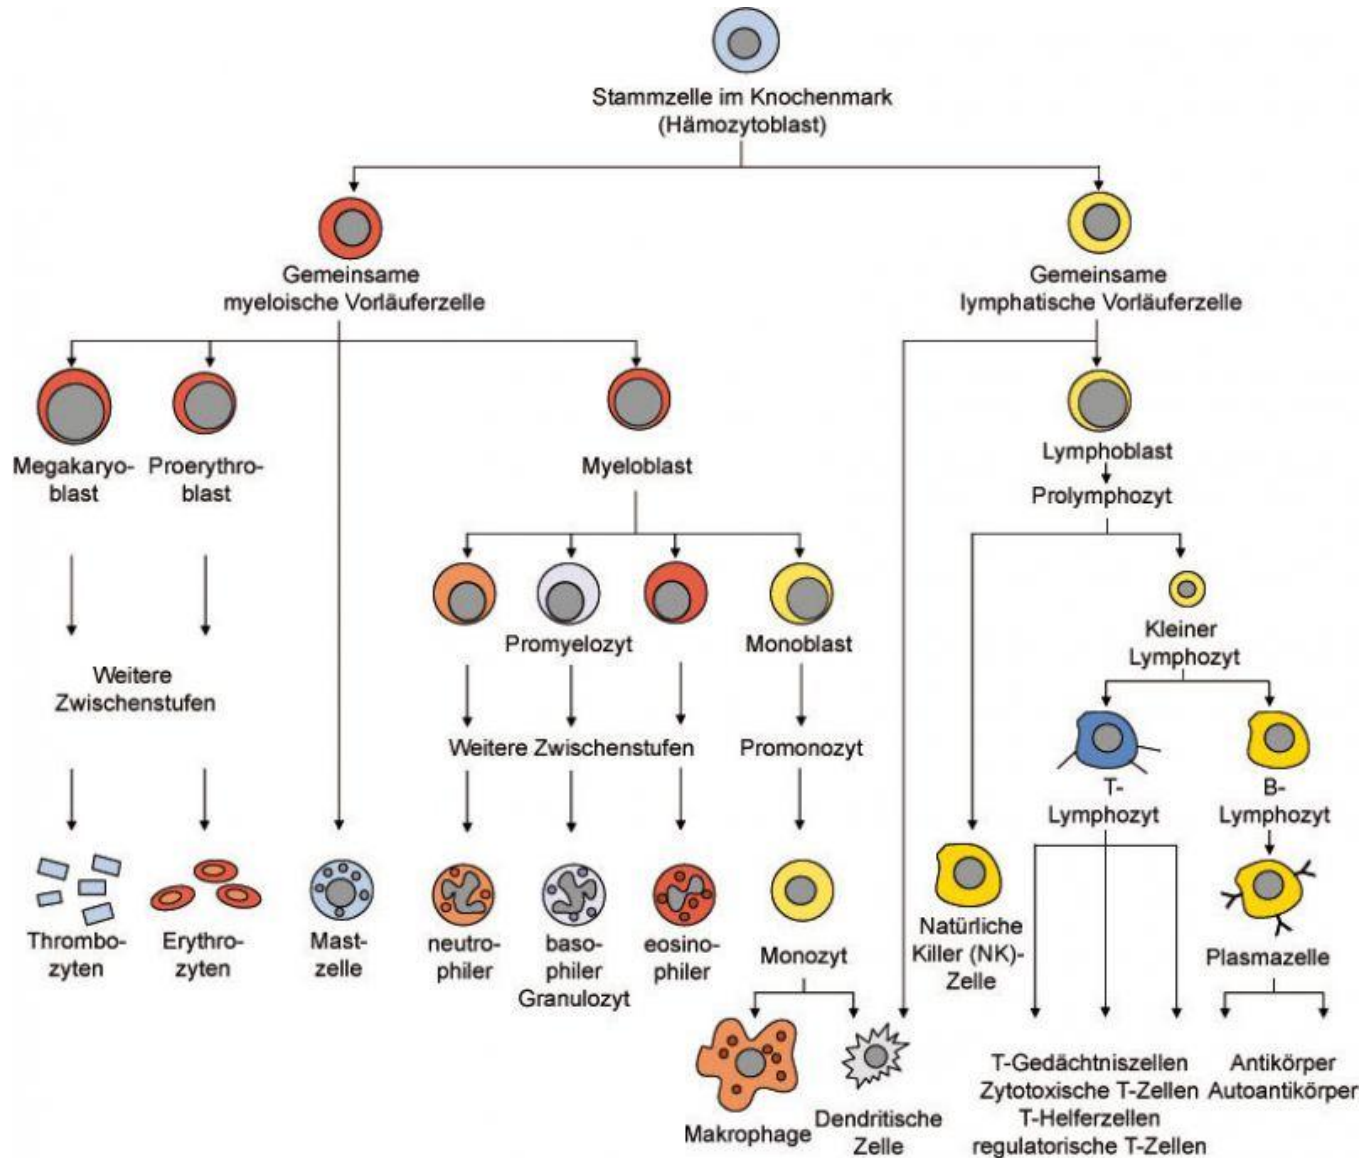 Stammzelle im Knochenmark
(Hämozytoblast)
Gemeinsame
myeloische Vorläuferzelle
Gemeinsame
lymphatische Vorläuferzelle
Megakaryo-
blast
Proerythro-
blast
Myeloblast
Lymphoblast
Prolymphozyt
Promyelozyt
Monoblast
Kleiner
Lymphozyt
Weitere
Zwischenstufen
Weitere Zwischenstufen
Promonozyt
T-
Lymphozyt
B-
Lymphozyt
Thrombo-
zyten
Erythro-
zyten
Mast-
zelle
neutro-
philer
baso-
philer
Granulozyt
eosino-
philer
Monozyt
Natürliche
Killer (NK)-
Zelle
Plasmazelle
Makrophage
Dendritische
Zelle
T-Gedächtniszellen
Zytotoxische T-Zellen
T-Helferzellen
regulatorische T-Zellen
Antikörper
Autoantikörper